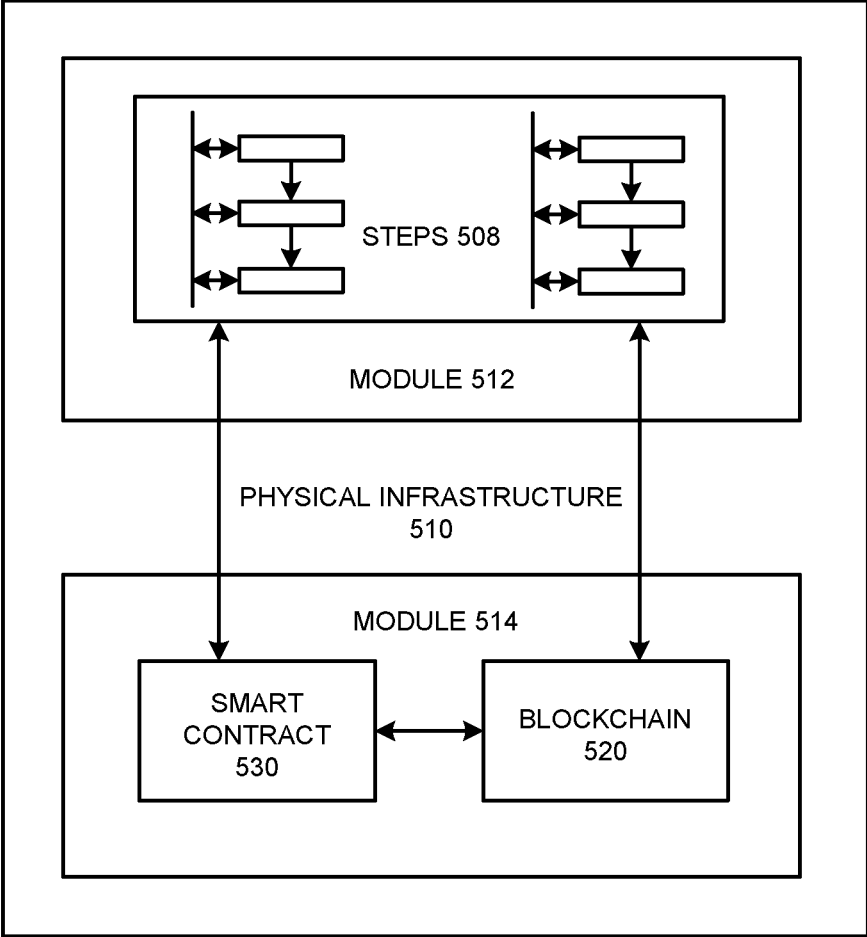 STEPS 508
MODULE 512
PHYSICAL INFRASTRUCTURE
510
MODULE 514
SMART
CONTRACT
530
BLOCKCHAIN
520